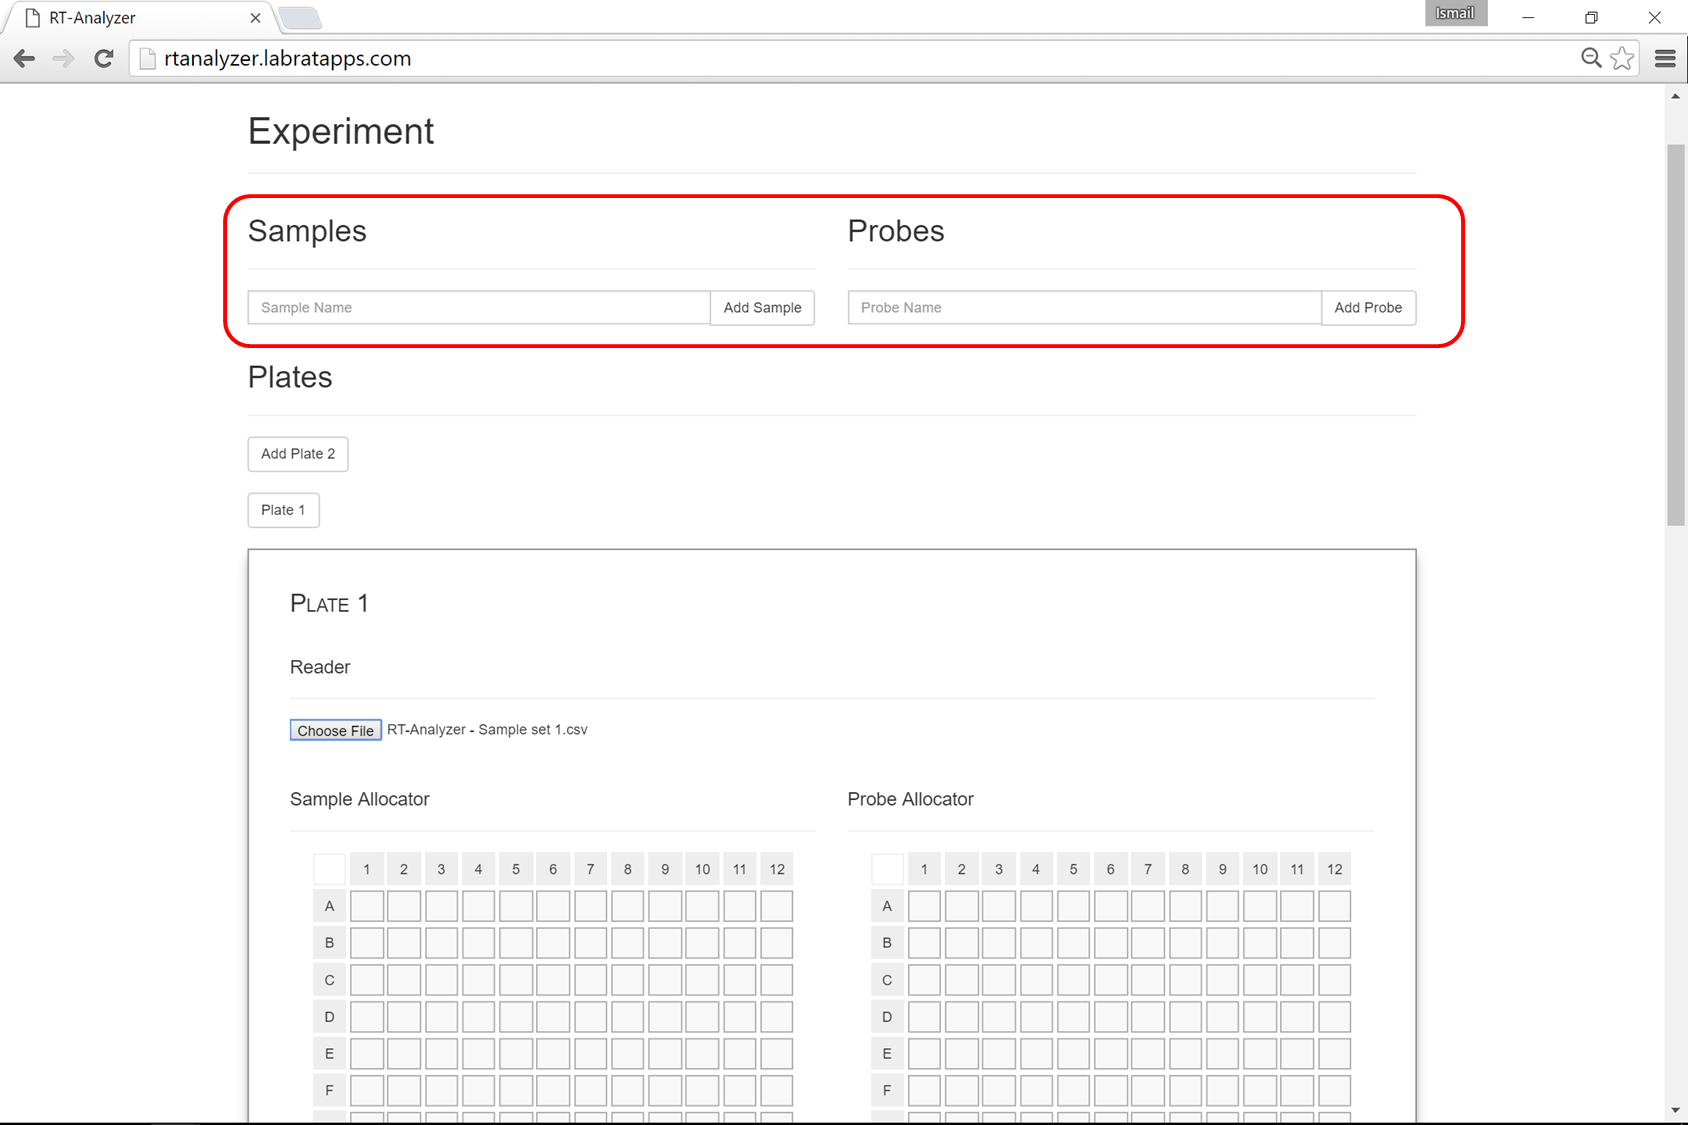 RT-Analyzer
Ismail
rtanalyzer.labratapps.com
Experiment
Samples Probes
Sample Name Add Sample Probe Name Add Probe
Plates
Add Plate 2
Plate 1
PLATE 1
Reader
Choose File RT-Analyzer - Sample set 1.csv
Sample Allocator Probe Allocator
1 2 3 4 5 6 7 8 9 10 11 12 1 2 3 4 5 6 7 8 9 10 11 12
A A
B B
C C
D D
E E
F F